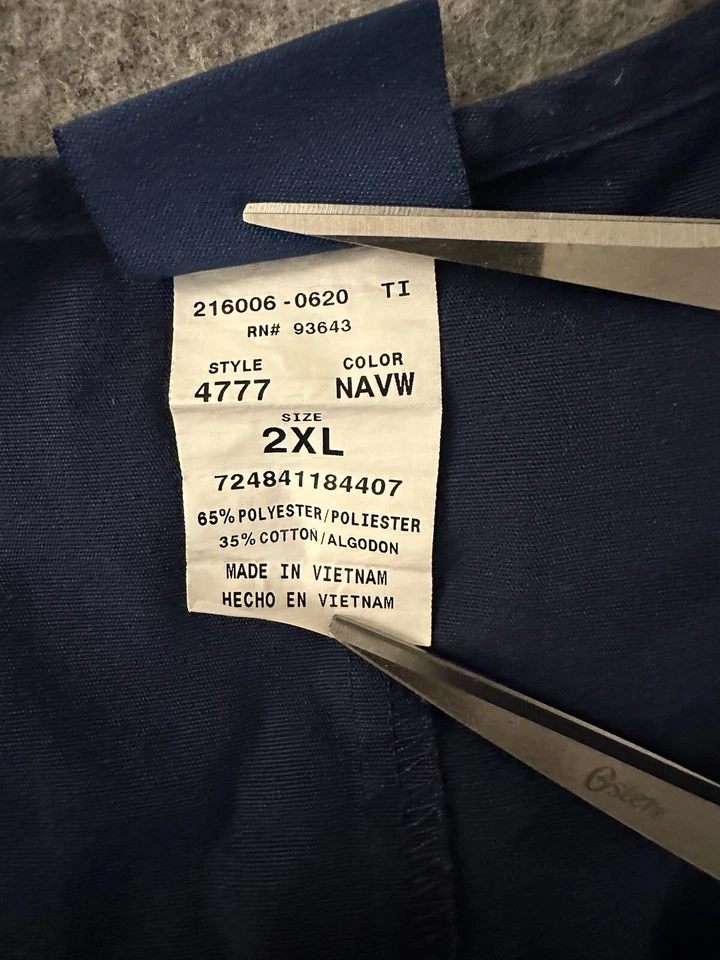 216006-0620 TI
RN# 93643
STYLE COLOR
4777 NAVW
SIZE
2XL
724841184407
65% POLYESTER/POLIESTER
35% COTTON/ALGODON
MADE IN VIETNAM
HECHO EN VIETNAM